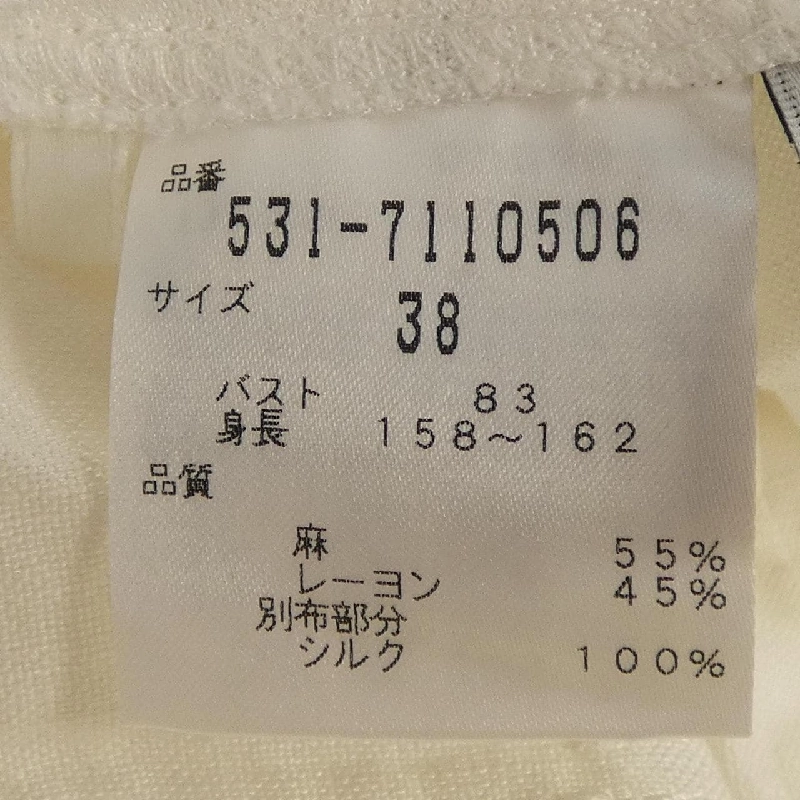 品番
531-7110506
サイズ 38
バスト 83
身長 158~162
品質
麻 55%
レーヨン 45%
別布部分
シルク 100%